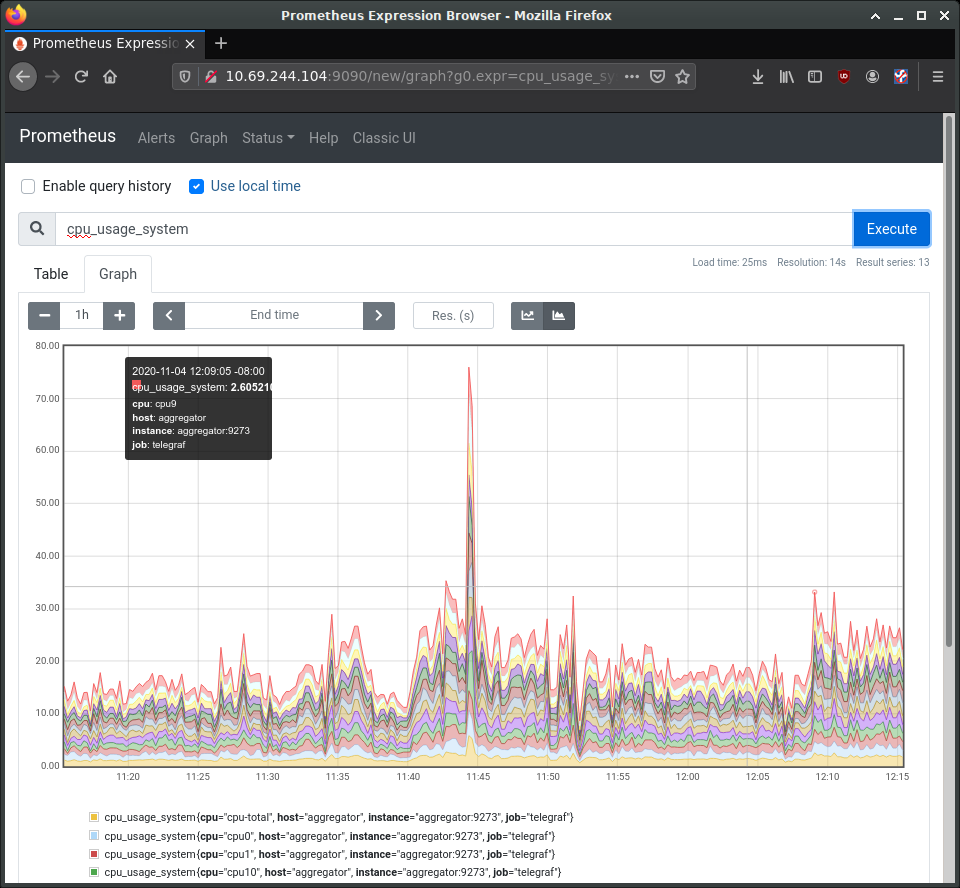 Prometheus Expression Browser - Mozilla Firefox
Prometheus Expressio
10.69.244.104:9090/new/graph?g0.expr=cpu_usage_sy
Prometheus Alerts Graph Status Help Classic UI
Enable query history Use local time
cpu_usage_system Execute
Load time: 25ms Resolution: 14s Result series: 13
Table Graph
1h End time Res. (s)
80.00
70.00
60.00
50.00
40.00
30.00
20.00
10.00
0.00
2020-11-04 12:09:05 -08:00
cpu_usage_system: 2.605210
cpu: cpu9
host: aggregator
instance: aggregator:9273
job: telegraf
11:20 11:25 11:30 11:35 11:40 11:45 11:50 11:55 12:00 12:05 12:10 12:15
cpu_usage_system{cpu="cpu-total", host="aggregator", instance="aggregator:9273", job="telegraf"}
cpu_usage_system{cpu="cpu0", host="aggregator", instance="aggregator:9273", job="telegraf"}
cpu_usage_system{cpu="cpu1", host="aggregator", instance="aggregator:9273", job="telegraf"}
cpu_usage_system{cpu="cpu10", host="aggregator", instance="aggregator:9273", job="telegraf"}